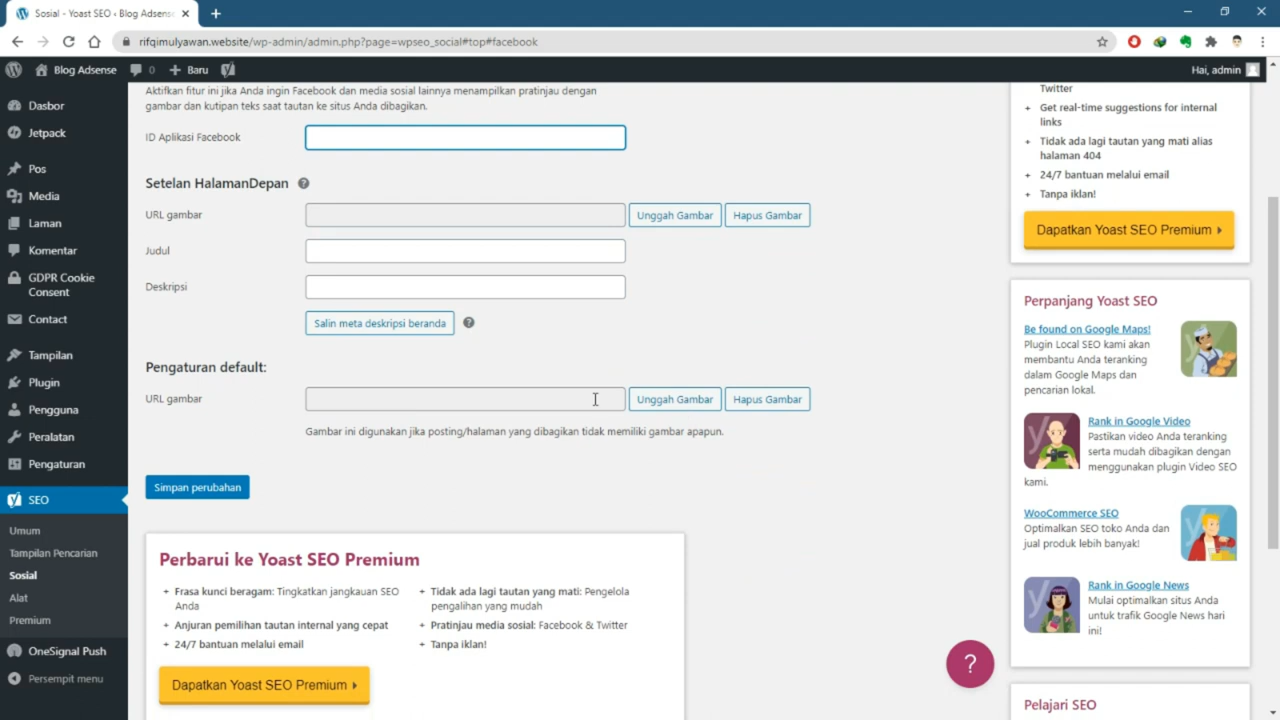 Sosial - Yoast SEO ‹ Blog Adsense
rifqimulyawan.website/wp-admin/admin.php?page=wpseo_social#top#facebook
Blog Adsense
0
Baru
Hai, admin
Dasbor
Jetpack
Pos
Media
Laman
Komentar
GDPR Cookie
Consent
Contact
Tampilan
Plugin
Pengguna
Peralatan
Pengaturan
SEO
Umum
Tampilan Pencarian
Sosial
Alat
Premium
OneSignal Push
Persempit menu
Aktifkan fitur ini jika Anda ingin Facebook dan media sosial lainnya menampilkan pratinjau dengan
gambar dan kutipan teks saat tautan ke situs Anda dibagikan.
ID Aplikasi Facebook
Setelan HalamanDepan
URL gambar
Unggah Gambar
Hapus Gambar
Judul
Deskripsi
Salin meta deskripsi beranda
Pengaturan default:
URL gambar
Unggah Gambar
Hapus Gambar
Gambar ini digunakan jika posting/halaman yang dibagikan tidak memiliki gambar apapun.
Simpan perubahan
Perbarui ke Yoast SEO Premium
+ Frasa kunci beragam: Tingkatkan jangkauan SEO
Anda
+ Anjuran pemilihan tautan internal yang cepat
+ 24/7 bantuan melalui email
+ Tidak ada lagi tautan yang mati: Pengelola
pengalihan yang mudah
+ Pratinjau media sosial: Facebook & Twitter
+ Tanpa iklan!
Dapatkan Yoast SEO Premium
Twitter
+ Get real-time suggestions for internal
links
+ Tidak ada lagi tautan yang mati alias
halaman 404
+ 24/7 bantuan melalui email
+ Tanpa iklan!
Dapatkan Yoast SEO Premium
Perpanjang Yoast SEO
Be found on Google Maps!
Plugin Local SEO kami akan
membantu Anda teranking
dalam Google Maps dan
pencarian lokal.
Rank in Google Video
Pastikan video Anda teranking
serta mudah dibagikan dengan
menggunakan plugin Video SEO
kami.
WooCommerce SEO
Optimalkan SEO toko Anda dan
jual produk lebih banyak!
Rank in Google News
Mulai optimalkan situs Anda
untuk trafik Google News hari
ini!
?
Pelajari SEO